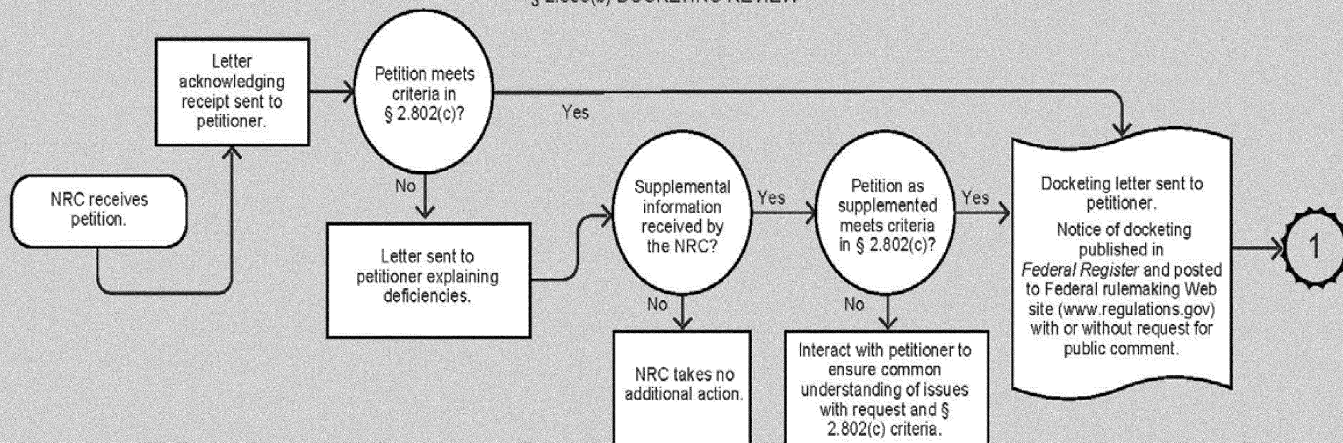 DOCKETING REVIEW
Letter
acknowledging
receipt sent to
petitioner.
Petition meets
criteria in
§ 2.802(c)?
Yes
No
NRC receives
petition.
Letter sent to
petitioner explaining
deficiencies.
Supplemental
information
received by
the NRC?
Yes
No
NRC takes no
additional action.
Petition as
supplemented
meets criteria
in § 2.802(c)?
Yes
No
Interact with petitioner to
ensure common
understanding of issues
with request and §
2.802(c) criteria.
Docketing letter sent to
petitioner.
Notice of docketing
published in
Federal Register and posted
to Federal rulemaking Web
site (www.regulations.gov)
with or without request for
public comment.
1